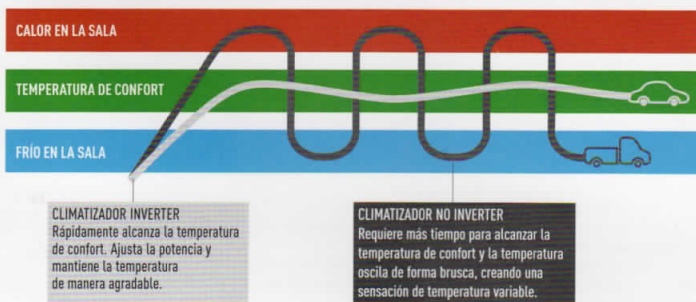 CALOR EN LA SALA
TEMPERATURA DE CONFORT
FRÍO EN LA SALA
CLIMATIZADOR INVERTER
Rápidamente alcanza la temperatura
de confort. Ajusta la potencia y
mantiene la temperatura
de manera agradable.
CLIMATIZADOR NO INVERTER
Requiere más tiempo para alcanzar la
temperatura de confort y la temperatura
oscila de forma brusca, creando una
sensación de temperatura variable.